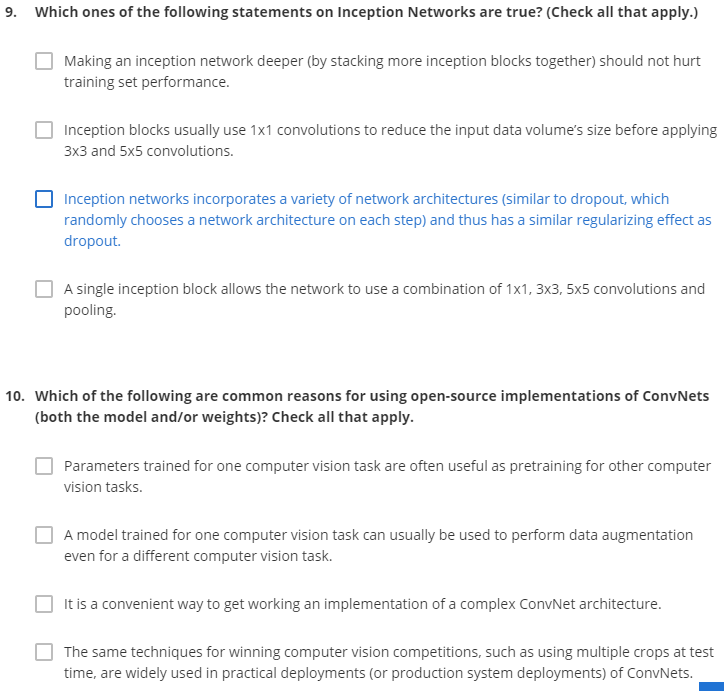 9. Which ones of the following statements on Inception Networks are true? (Check all that apply.)
Making an inception network deeper (by stacking more inception blocks together) should not hurt
training set performance.
Inception blocks usually use 1x1 convolutions to reduce the input data volume's size before applying
3x3 and 5x5 convolutions.
Inception networks incorporates a variety of network architectures (similar to dropout, which
randomly chooses a network architecture on each step) and thus has a similar regularizing effect as
dropout.
A single inception block allows the network to use a combination of 1x1, 3x3, 5x5 convolutions and
pooling.
10. Which of the following are common reasons for using open-source implementations of ConvNets
(both the model and/or weights)? Check all that apply.
Parameters trained for one computer vision task are often useful as pretraining for other computer
vision tasks.
A model trained for one computer vision task can usually be used to perform data augmentation
even for a different computer vision task.
It is a convenient way to get working an implementation of a complex ConvNet architecture.
The same techniques for winning computer vision competitions, such as using multiple crops at test
time, are widely used in practical deployments (or production system deployments) of ConvNets.